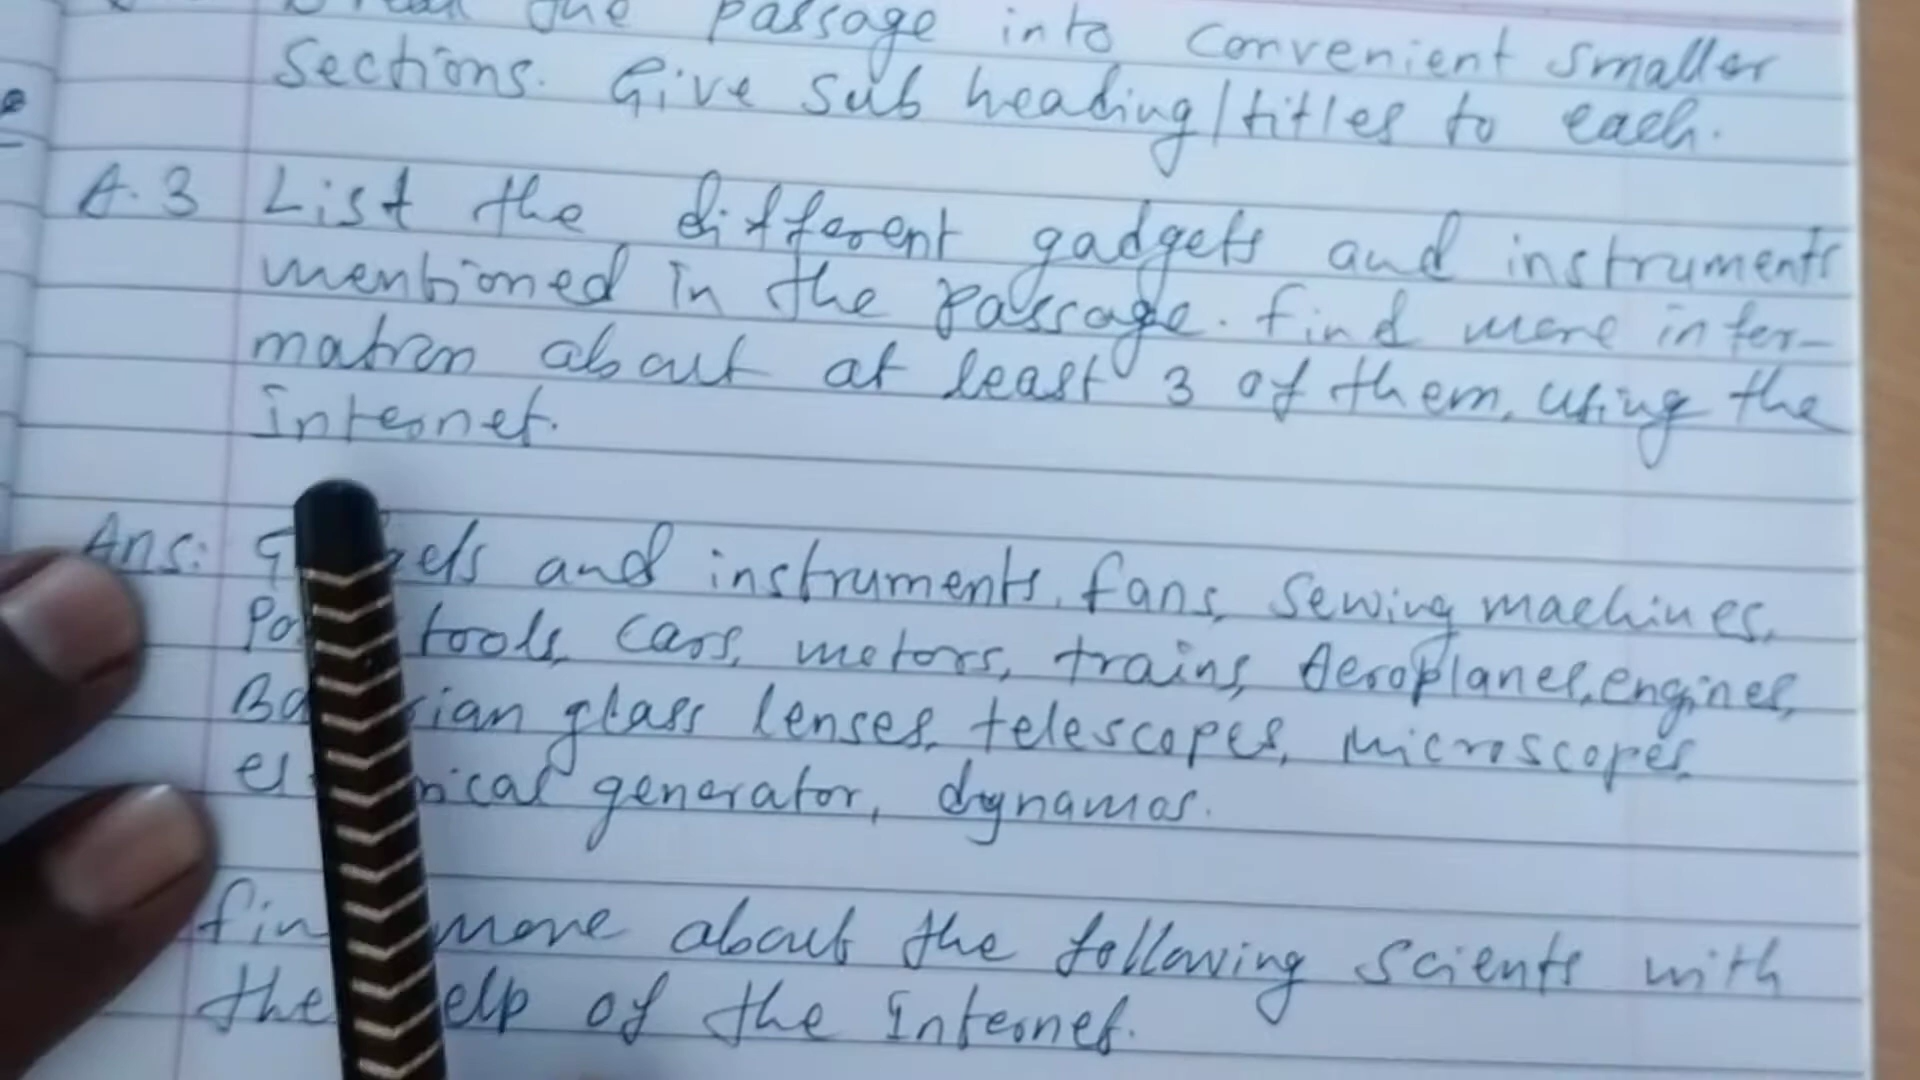 the passage into convenient smaller
Sections. Give sub heading/titles to each.
A.3 List the different gadgets and instruments
mentioned in the passage. find more infor-
mation about at least 3 of them, using the
Internet.
Ans: and instruments, fans, Sewing machines,
tools, cars, motors, trains, Aeroplanes, engines,
glass lenses, telescopes, microscopes,
generator, dynamos.
more about the following scients with
the of the Internet.